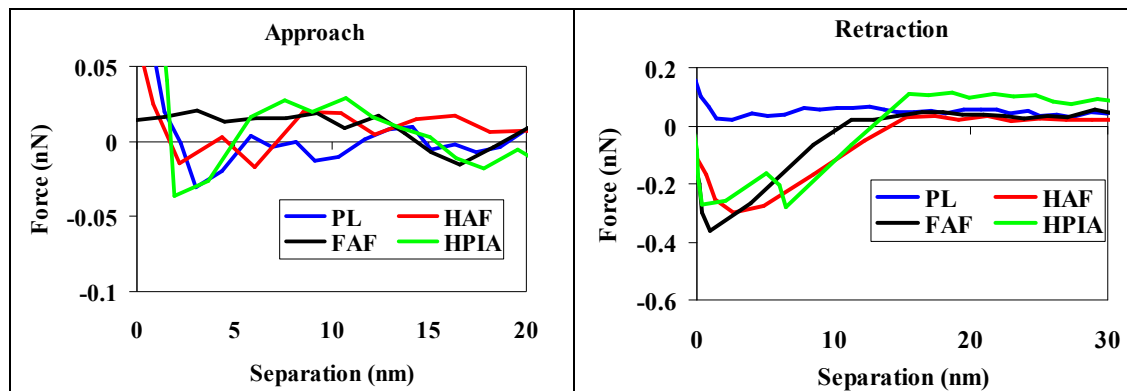 Approach
0.05
0
-0.05
-0.1
Force (nN)
PL
HAF
FAF
HPIA
0 5 10 15 20
Separation (nm)
Retraction
0.2
0
-0.2
-0.4
-0.6
Force (nN)
PL
HAF
FAF
HPIA
0 10 20 30
Separation (nm)